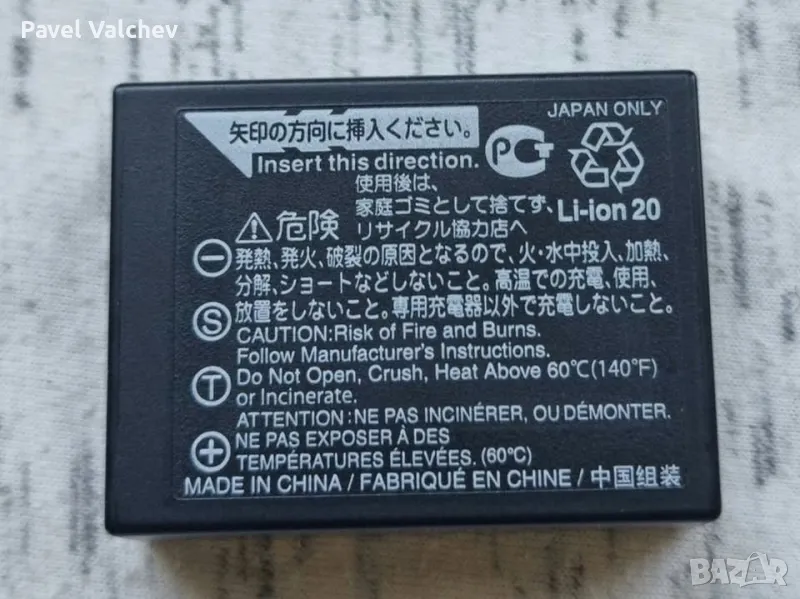 Pavel Valchev
矢印の方向に挿入ください。
Insert this direction.
PCT
JAPAN ONLY
Li-ion 20
使用後は、
家庭ゴミとして捨てず、
リサイクル協力店へ
⚠危険
発熱、発火、破裂の原因となるので、火・水中投入、加熱、
分解、ショートなどしないこと。高温での充電、使用、
放置をしないこと。専用充電器以外で充電しないこと。
CAUTION:Risk of Fire and Burns.
Follow Manufacturer's Instructions.
Do Not Open, Crush, Heat Above 60℃(140°F)
or Incinerate.
ATTENTION:NE PAS INCINÉRER, OU DÉMONTER.
NE PAS EXPOSER À DES
TEMPÉRATURES ÉLEVÉES. (60℃)
− S T +
MADE IN CHINA / FABRIQUÉ EN CHINE / 中国组装
BAZAR